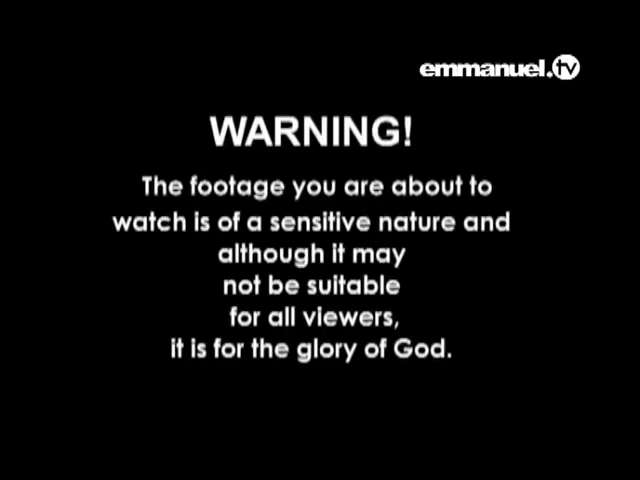 emmanuel.tv
WARNING!
The footage you are about to
watch is of a sensitive nature and
although it may
not be suitable
for all viewers,
it is for the glory of God.